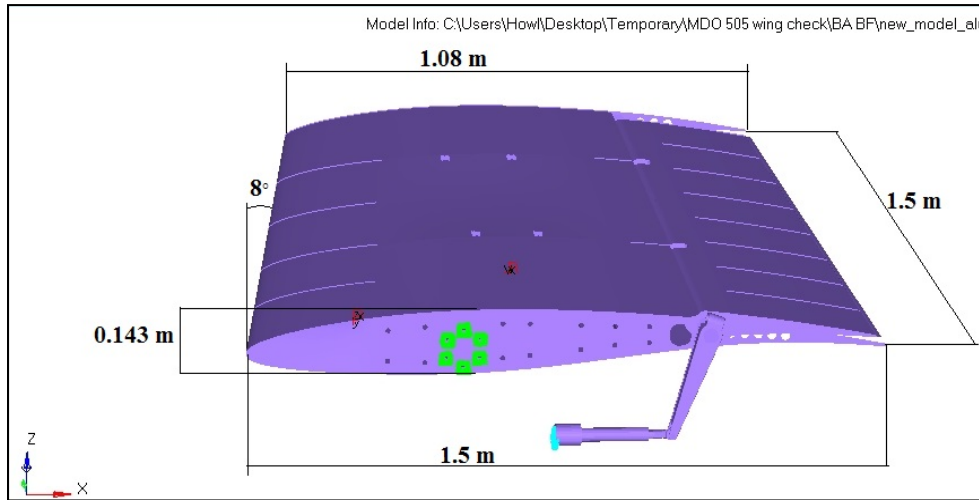 Model Info: C:\Users\Howl\Desktop\Temporary\MDO 505 wing check\BA BF\new_model_al
1.08 m
8°
1.5 m
0.143 m
1.5 m
Z
X